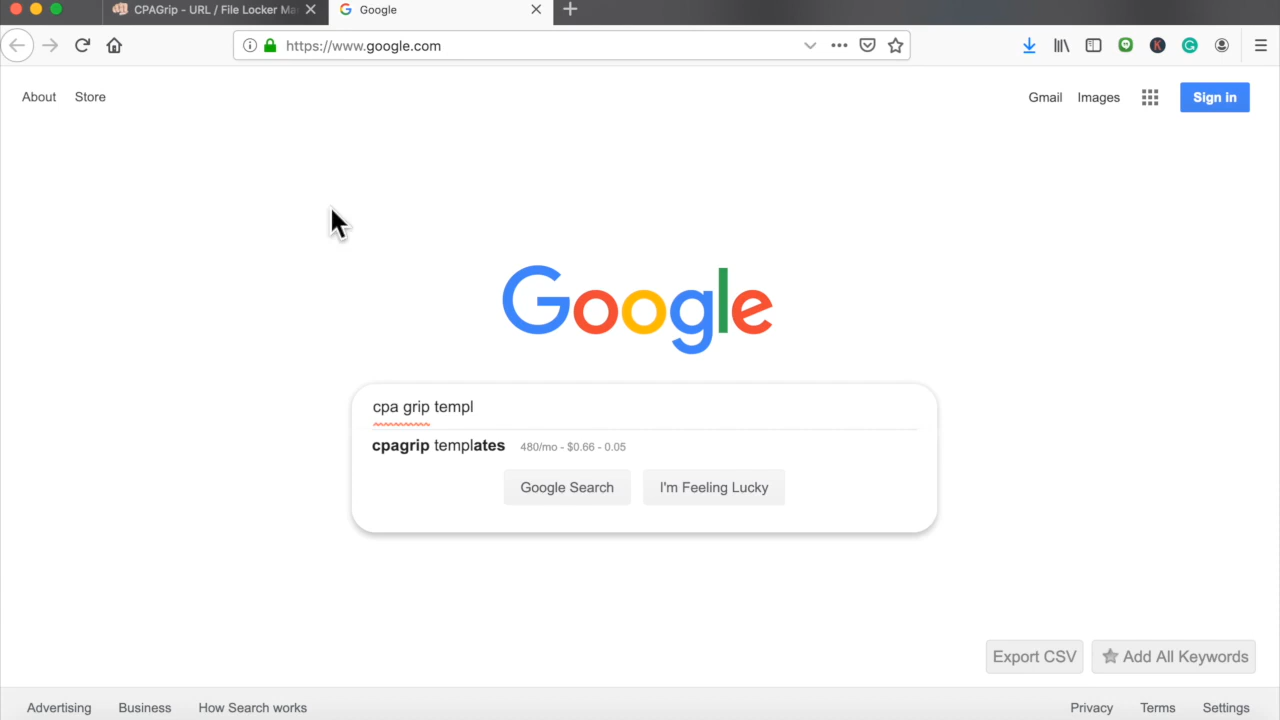 CPAGrip - URL / File Locker Ma
Google
https://www.google.com
About Store
Gmail Images Sign in
Google
cpa grip templ
cpagrip templates 480/mo - $0.66 - 0.05
Google Search I'm Feeling Lucky
Export CSV Add All Keywords
Advertising Business How Search works
Privacy Terms Settings